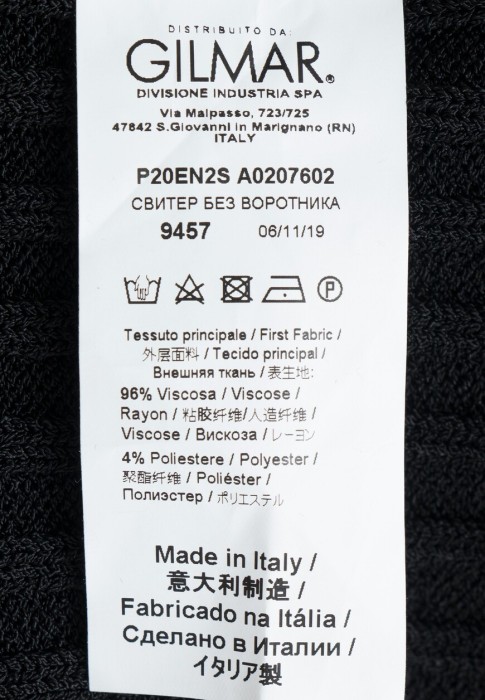 DISTRIBUITO DA:
GILMAR®
DIVISIONE INDUSTRIA SPA
Via Malpasso, 723/725
47842 S.Giovanni in Marignano (RN)
ITALY
P20EN2S A0207602
СВИТЕР БЕЗ ВОРОТНИКА
9457 06/11/19
P
Tessuto principale / First Fabric /
外层面料 / Tecido principal /
Внешняя ткань / 表生地:
96% Viscosa / Viscose /
Rayon / 粘胶纤维/人造纤维 /
Viscose / Вискоза / レーヨン
4% Poliestere / Polyester /
聚酯纤维 / Poliéster /
Полиэстер / ポリエステル
Made in Italy /
意大利制造 /
Fabricado na Itália /
Сделано в Италии /
イタリア製